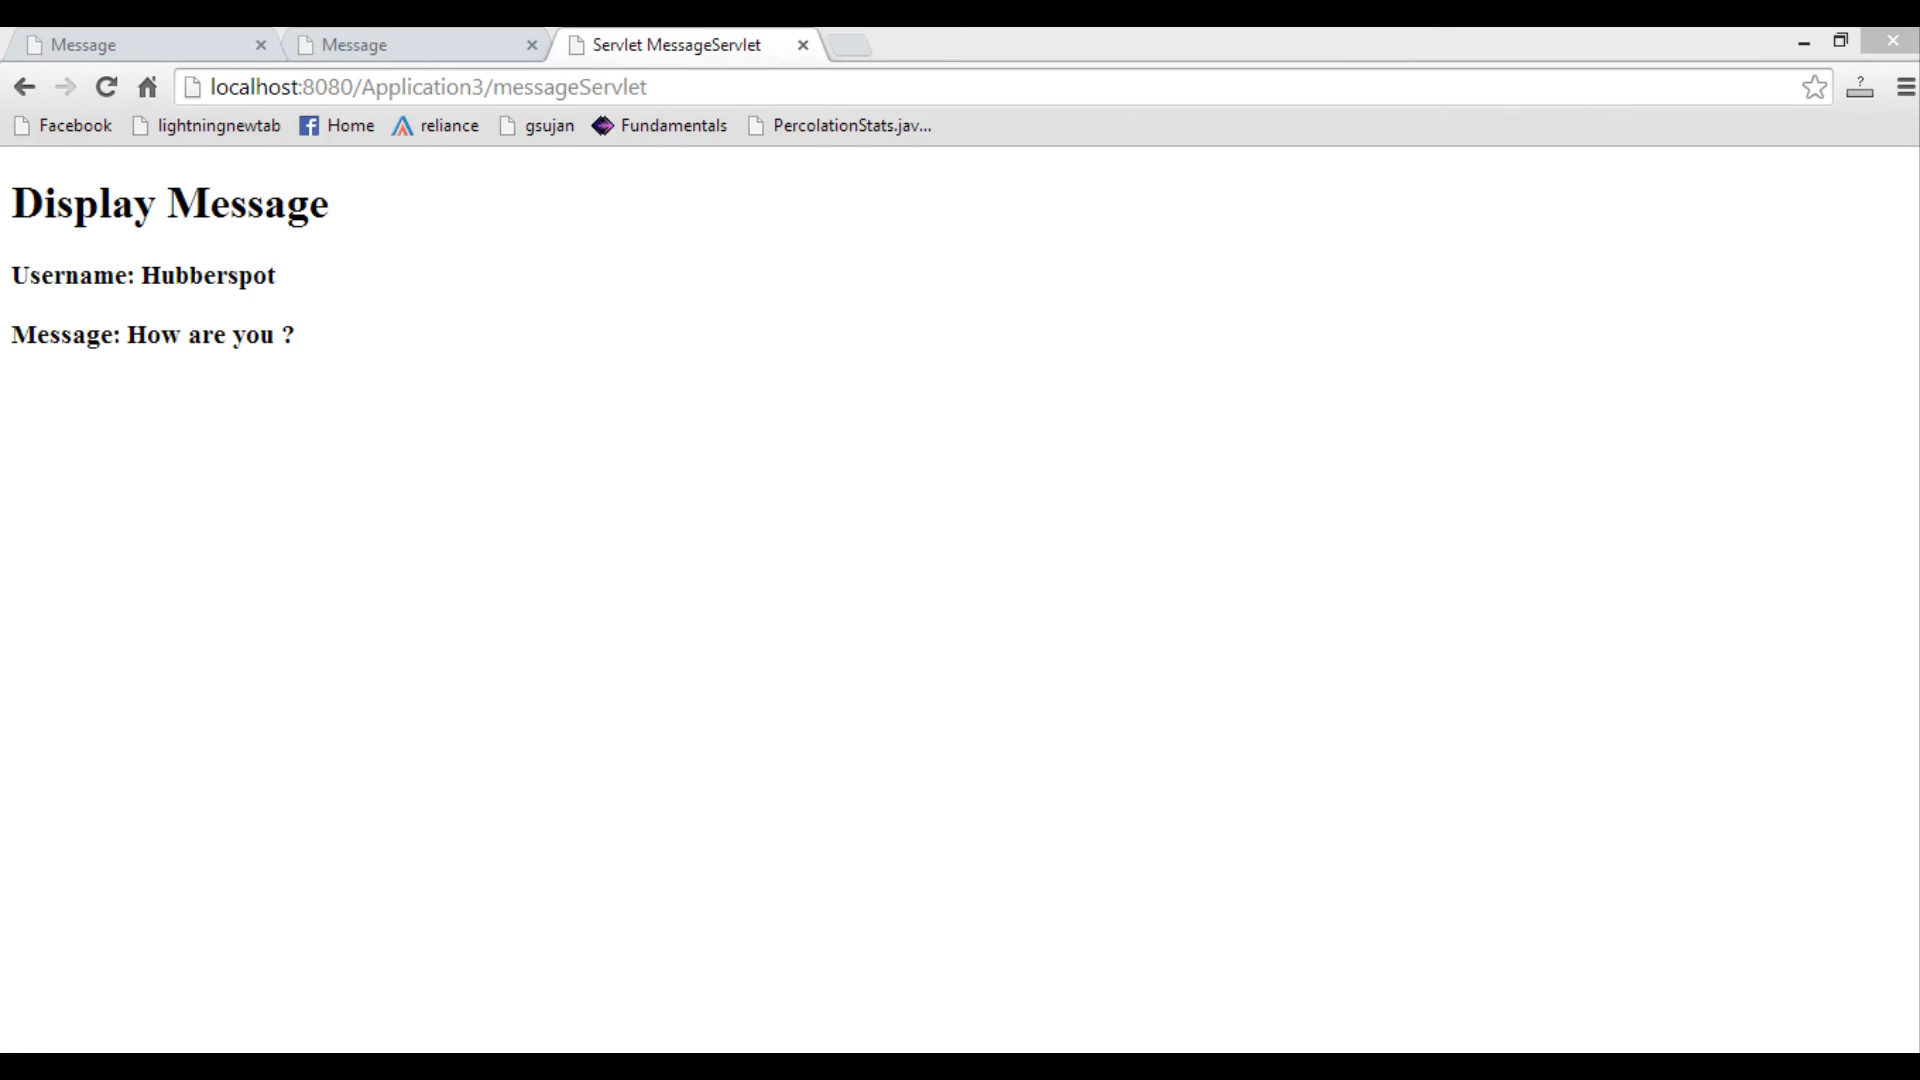 Message
Message
Servlet MessageServlet
localhost:8080/Application3/messageServlet
?
Facebook lightningnewtab Home reliance gsujan Fundamentals PercolationStats.jav...
Display Message
Username: Hubberspot
Message: How are you ?